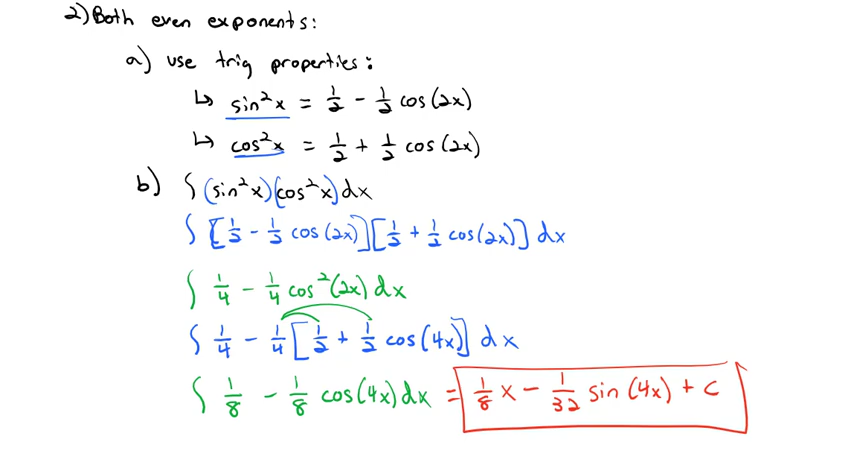 2) Both even exponents:
a) use trig properties:
↳ sin²x = 1/2 - 1/2 cos(2x)
↳ cos²x = 1/2 + 1/2 cos(2x)
b) ∫ (sin²x)(cos²x) dx
∫ [1/2 - 1/2 cos(2x)][1/2 + 1/2 cos(2x)] dx
∫ 1/4 - 1/4 cos²(2x) dx
∫ 1/4 - 1/4 [1/2 + 1/2 cos(4x)] dx
∫ 1/8 - 1/8 cos(4x) dx = 1/8 x - 1/32 sin(4x) + C